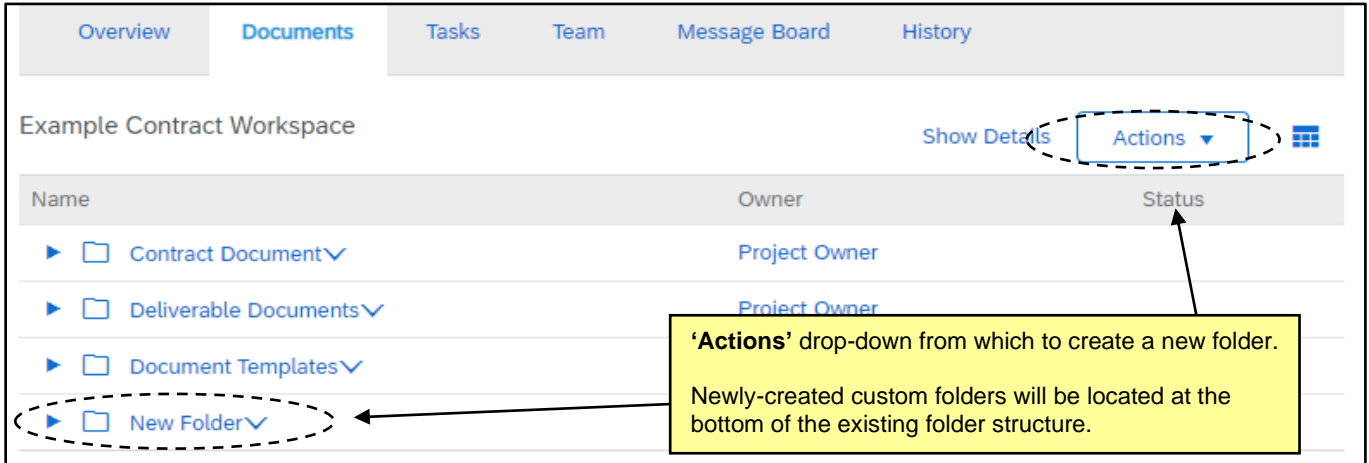 Overview Documents Tasks Team Message Board History
Example Contract Workspace
Show Details Actions
Name Owner Status
Contract Document Project Owner
Deliverable Documents Project Owner
Document Templates
New Folder
‘Actions’ drop-down from which to create a new folder.
Newly-created custom folders will be located at the
bottom of the existing folder structure.